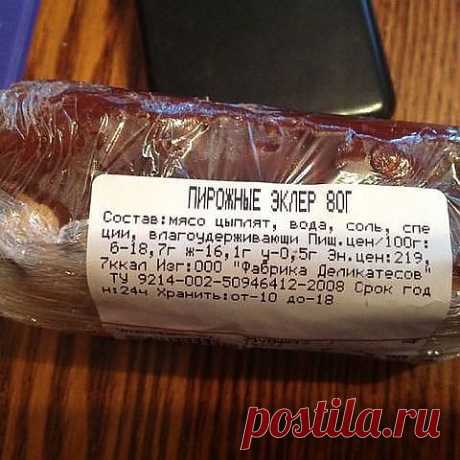 ПИРОЖНЫЕ ЭКЛЕР 80Г
Состав:мясо цыплят, вода, соль, спе
ции, влагоудерживающи Пищ.цен/100г:
б-18,7г ж-16,1г у-0,5г Эн.цен:219,
7ккал Изг:ООО "Фабрика Деликатесов"
ТУ 9214-002-50946412-2008 Срок год
н:24ч Хранить:от-10 до-18
postila.ru